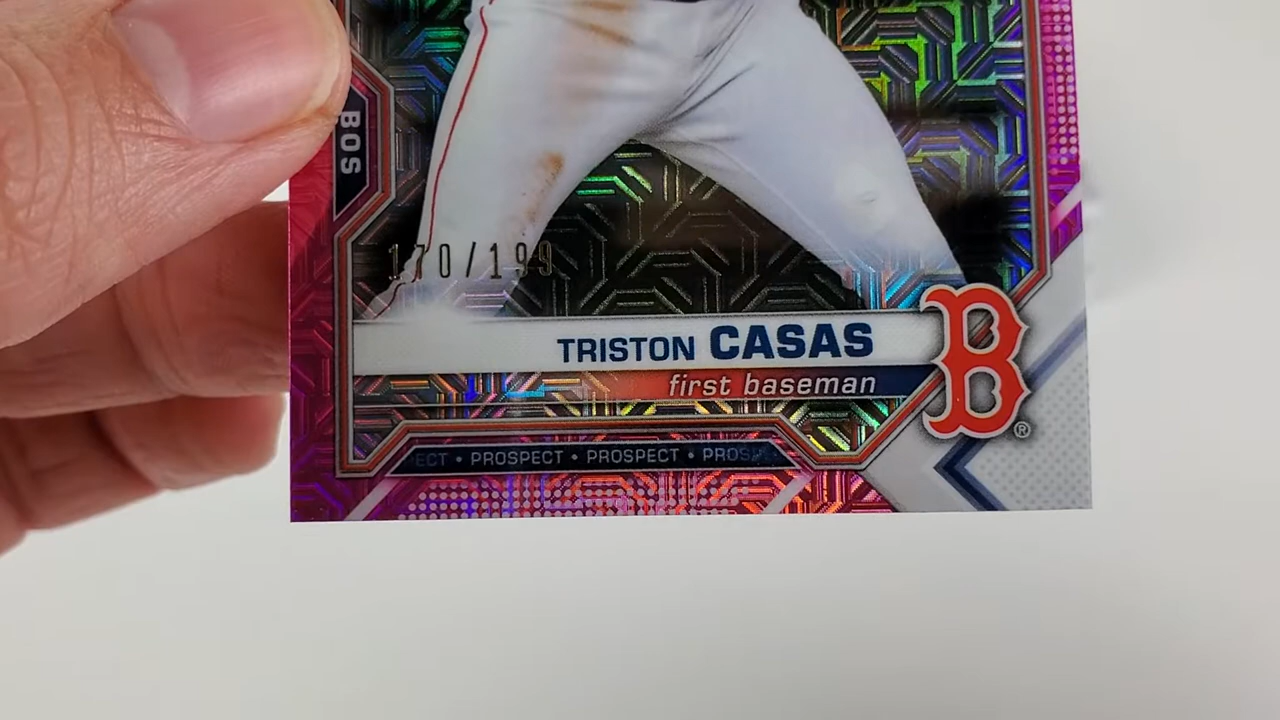 BOS
170/199
TRISTON CASAS
first baseman
B
®
ECT • PROSPECT • PROSPECT • PROSP